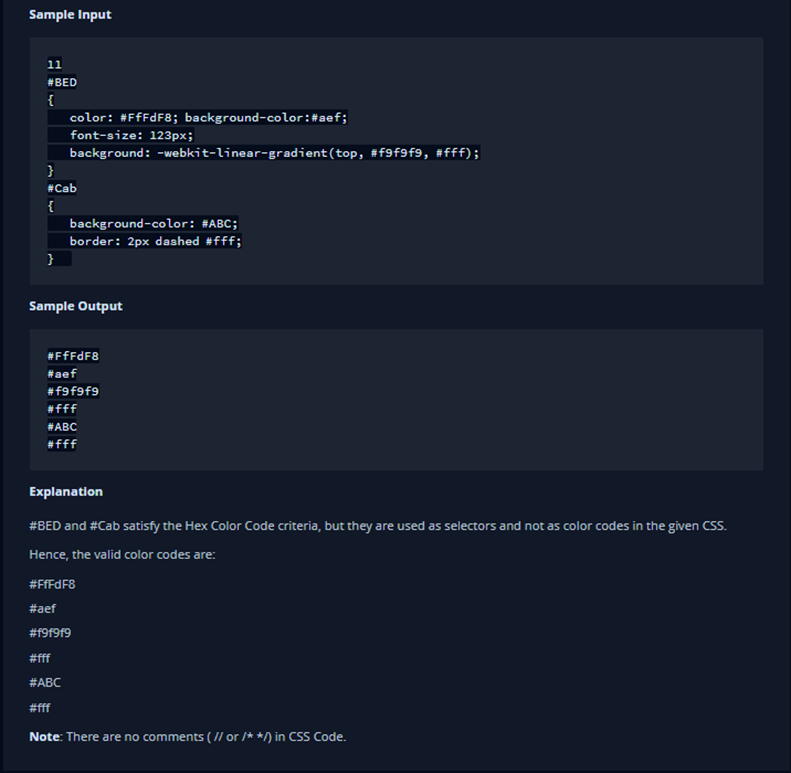 Sample Input
11
#BED
{
    color: #FfFdF8; background-color:#aef;
    font-size: 123px;
    background: -webkit-linear-gradient(top, #f9f9f9, #fff);
}
#Cab
{
    background-color: #ABC;
    border: 2px dashed #fff;
}
Sample Output
#FfFdF8
#aef
#f9f9f9
#fff
#ABC
#fff
Explanation
#BED and #Cab satisfy the Hex Color Code criteria, but they are used as selectors and not as color codes in the given CSS.
Hence, the valid color codes are:
#FfFdF8
#aef
#f9f9f9
#fff
#ABC
#fff
Note: There are no comments ( // or /* */) in CSS Code.